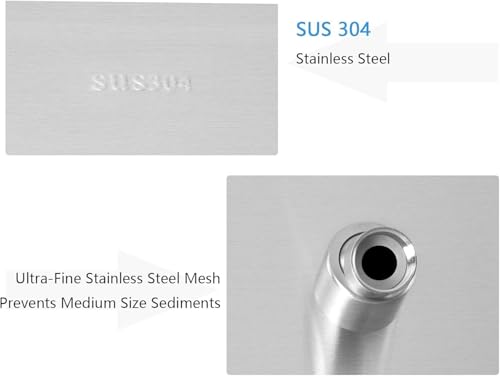 SUS304
SUS 304
Stainless Steel
Ultra-Fine Stainless Steel Mesh
Prevents Medium Size Sediments